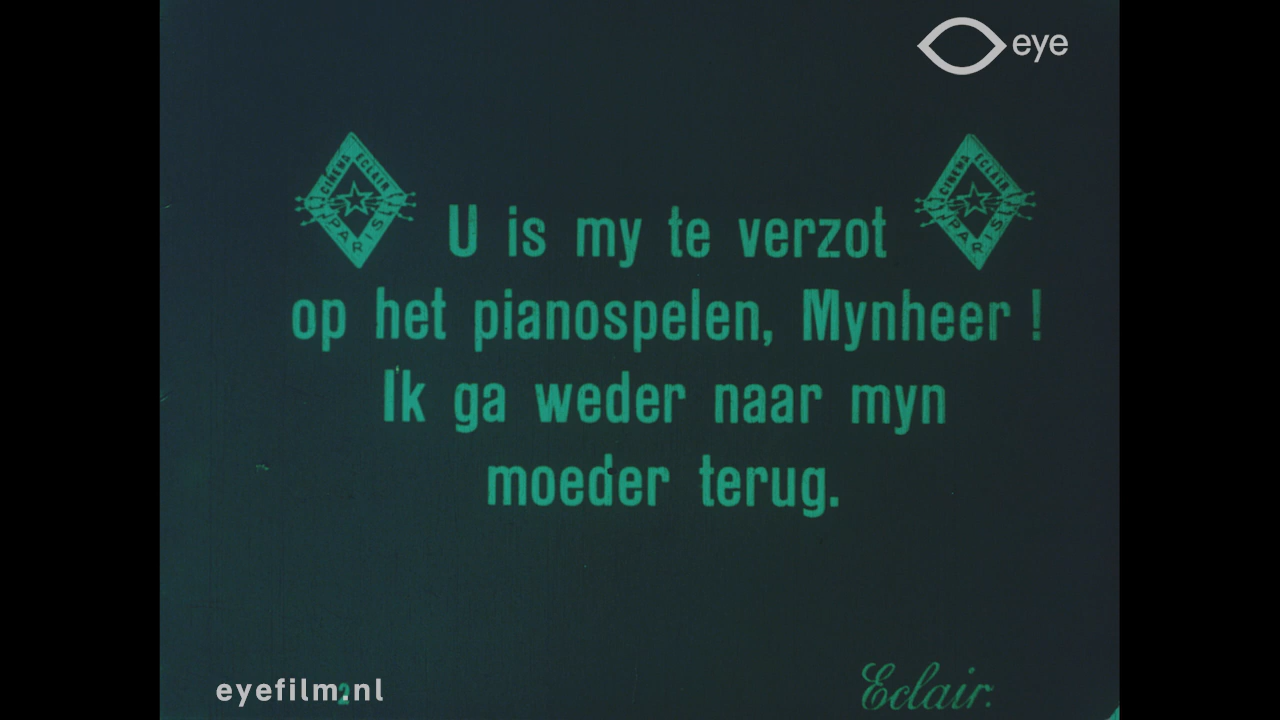 eye
CINEMA ECLAIR
PARIS
CINEMA ECLAIR
PARIS
U is my te verzot
op het pianospelen, Mynheer !
Ik ga weder naar myn
moeder terug.
eyefilm.nl
2
Eclair.